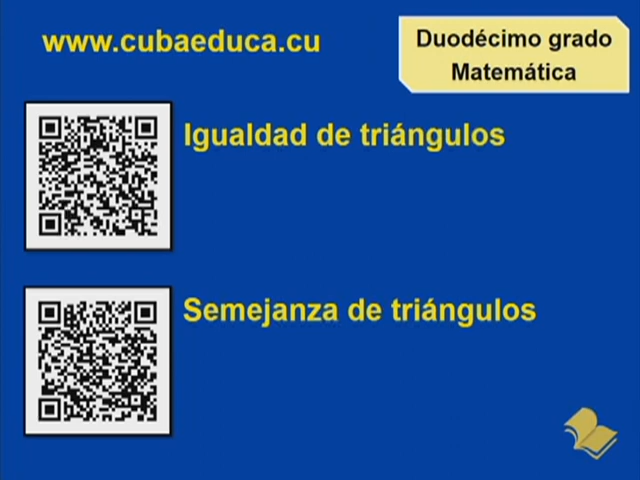 www.cubaeduca.cu
Duodécimo grado
Matemática
Igualdad de triángulos
Semejanza de triángulos